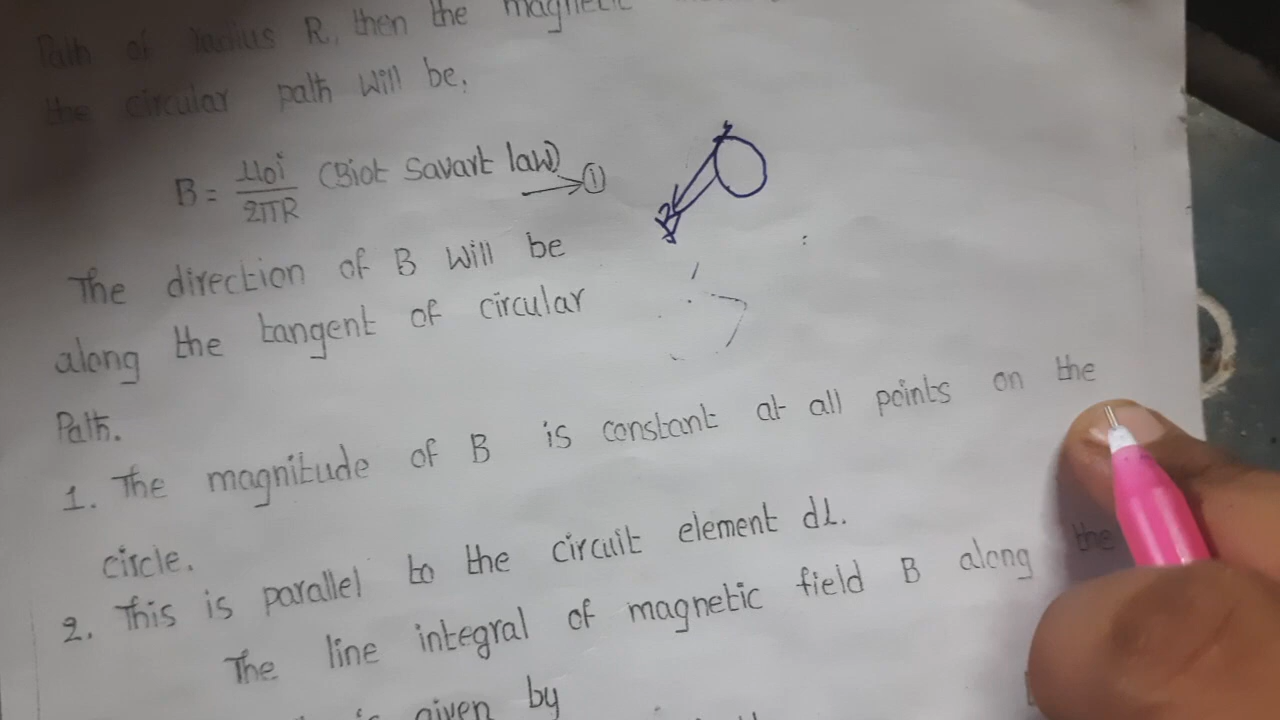 Path of radius R, then the magnetic
the circular path will be,
B = μ0i/2πR (Biot Savart law) → ①
The direction of B will be
along the tangent of circular
Path.
1. The magnitude of B is constant at all points on the
circle.
2. This is parallel to the circuit element dl.
The line integral of magnetic field B along the
is given by